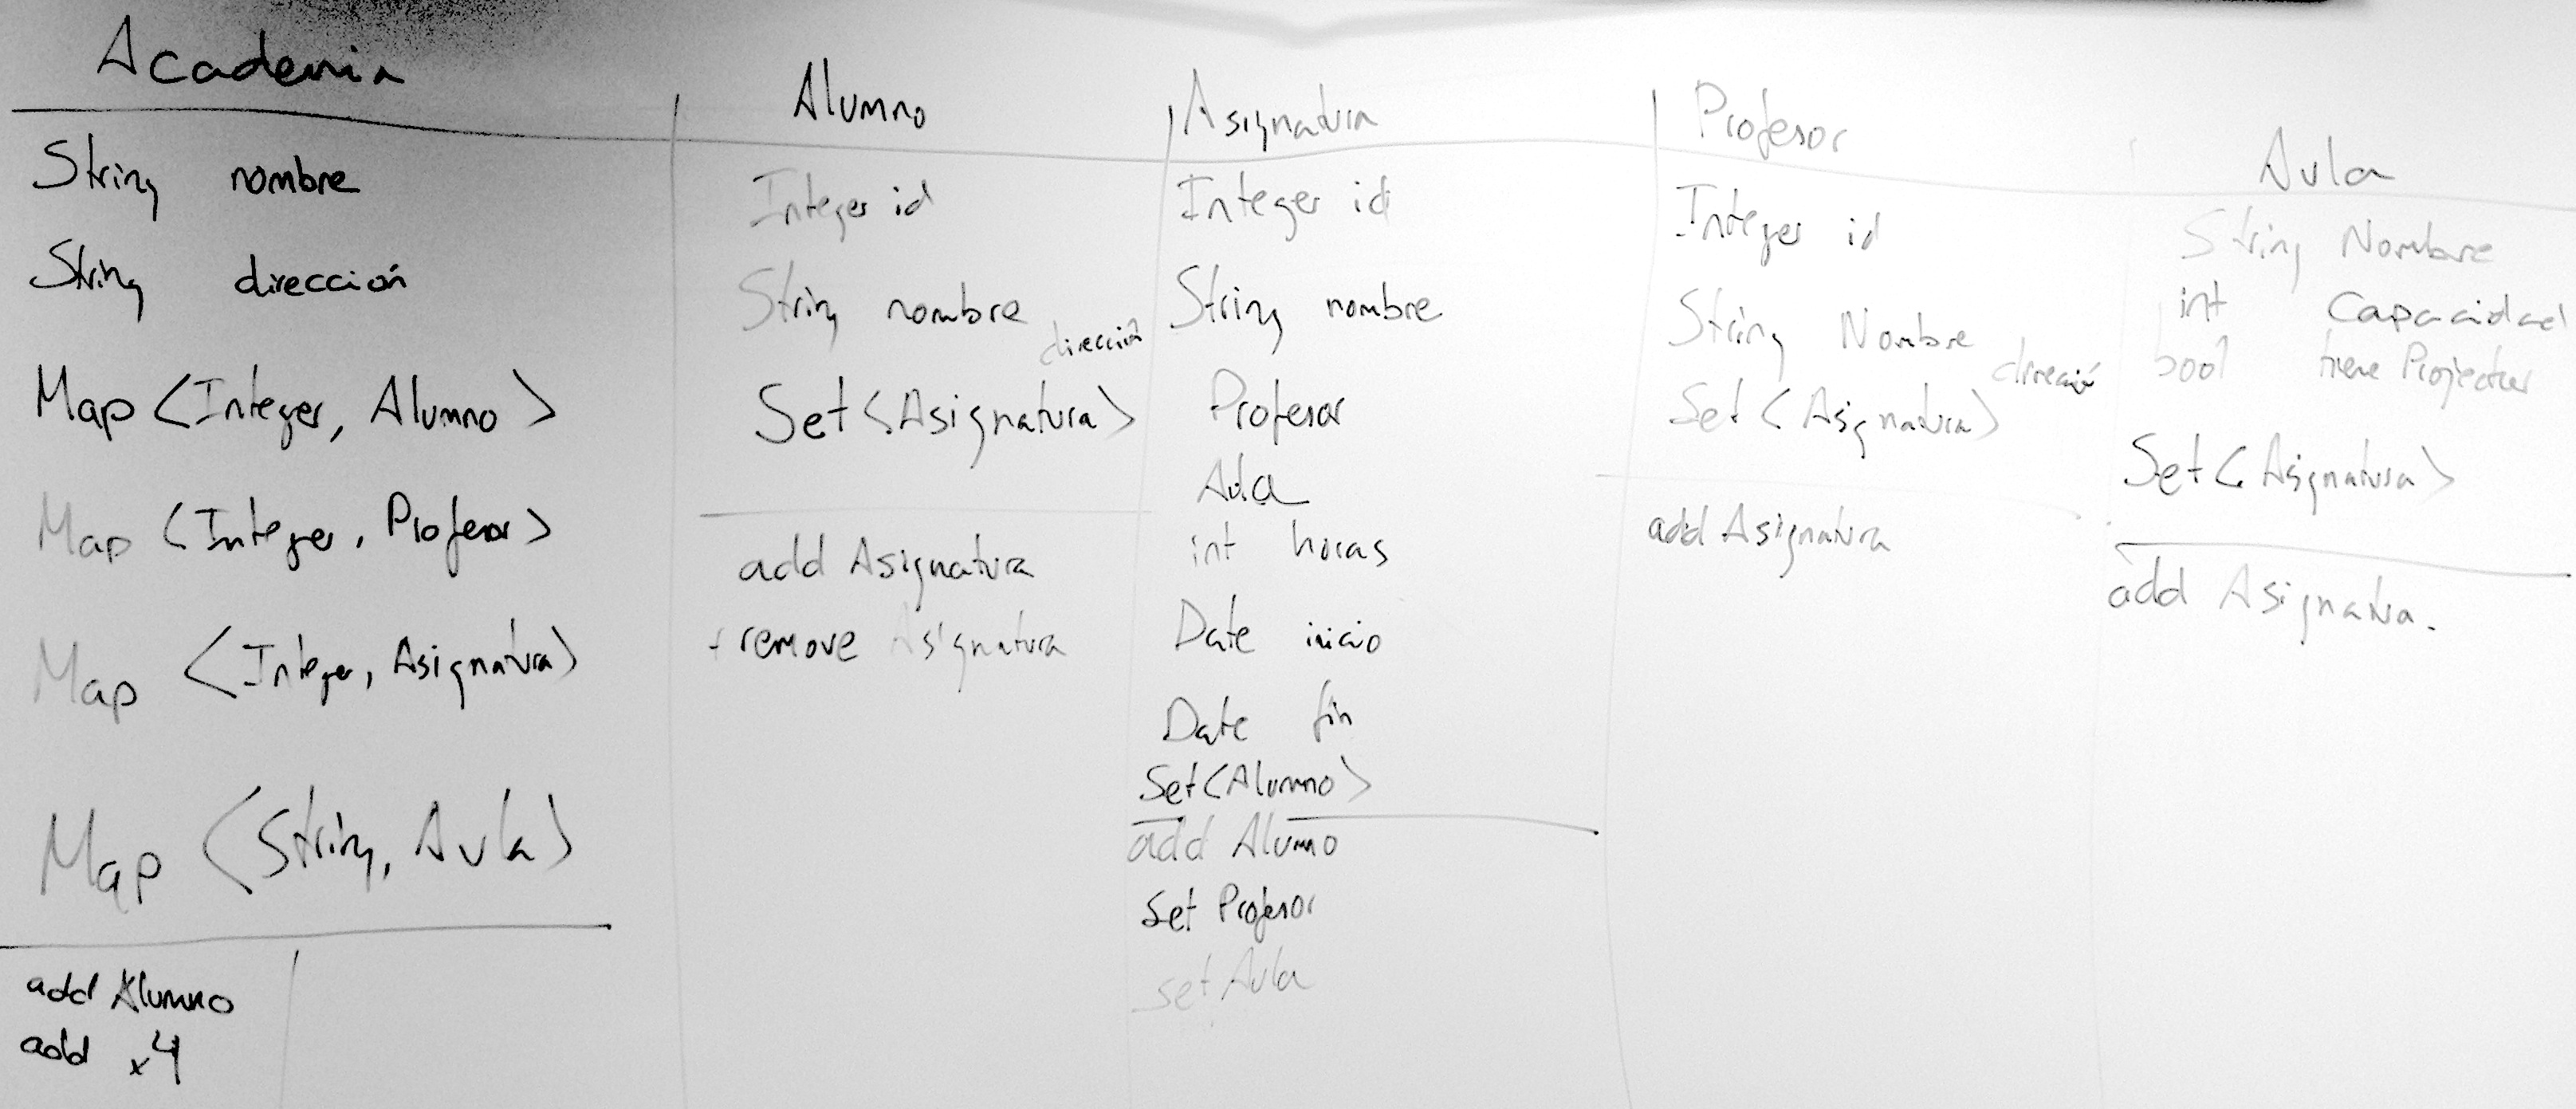 Academia
String nombre
String dirección
Map <Integer, Alumno>
Map <Integer, Profesor>
Map <Integer, Asignatura>
Map <String, Aula>
add Alumno
add x4
Alumno
Integer id
String nombre
dirección
Set <Asignatura>
add Asignatura
remove Asignatura
Asignatura
Integer id
String nombre
Profesor
Aula
int horas
Date inicio
Date fin
Set <Alumno>
add Alumno
set Profesor
set Aula
Profesor
Integer id
String Nombre
dirección
Set <Asignatura>
add Asignatura
Aula
String Nombre
int Capacidad
bool tiene Projector
Set <Asignatura>
add Asignatura.